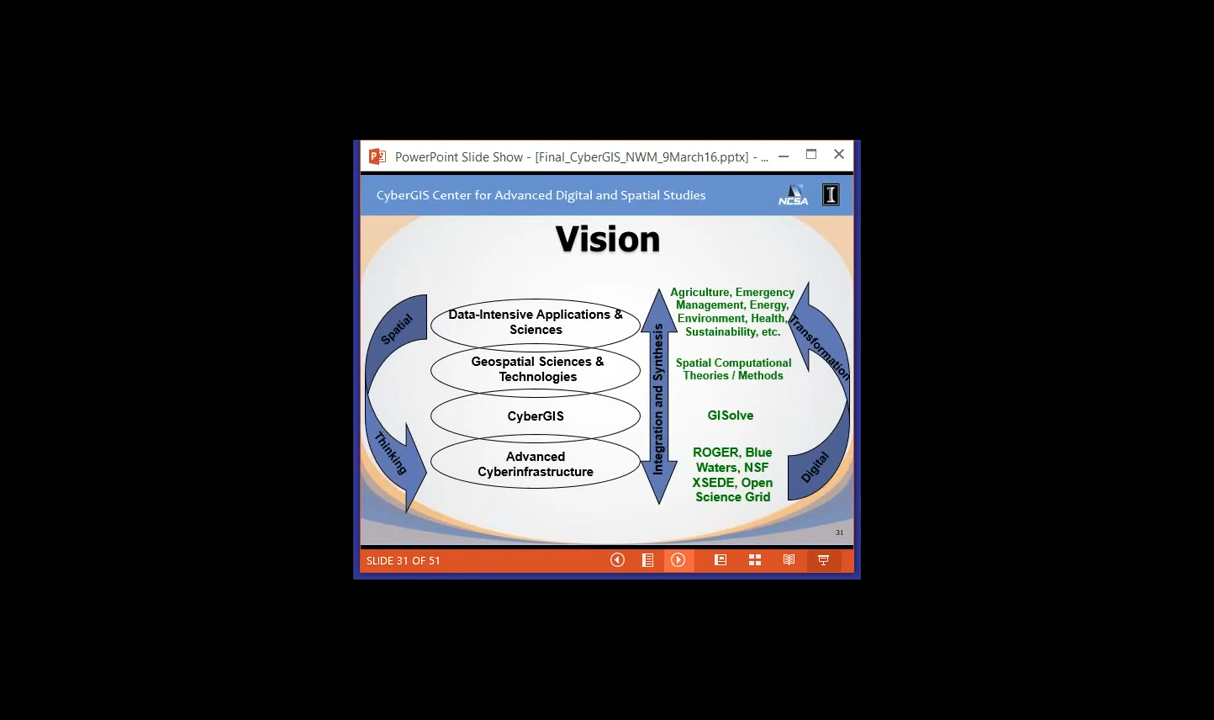 PowerPoint Slide Show - [Final_CyberGIS_NWM_9March16.pptx] - ...
CyberGIS Center for Advanced Digital and Spatial Studies
NCSA
I
Vision
Spatial
Thinking
Data-Intensive Applications &
Sciences
Geospatial Sciences &
Technologies
CyberGIS
Advanced
Cyberinfrastructure
Integration and Synthesis
Agriculture, Emergency
Management, Energy,
Environment, Health,
Sustainability, etc.
Spatial Computational
Theories / Methods
GISolve
ROGER, Blue
Waters, NSF
XSEDE, Open
Science Grid
Transformation
Digital
31
SLIDE 31 OF 51